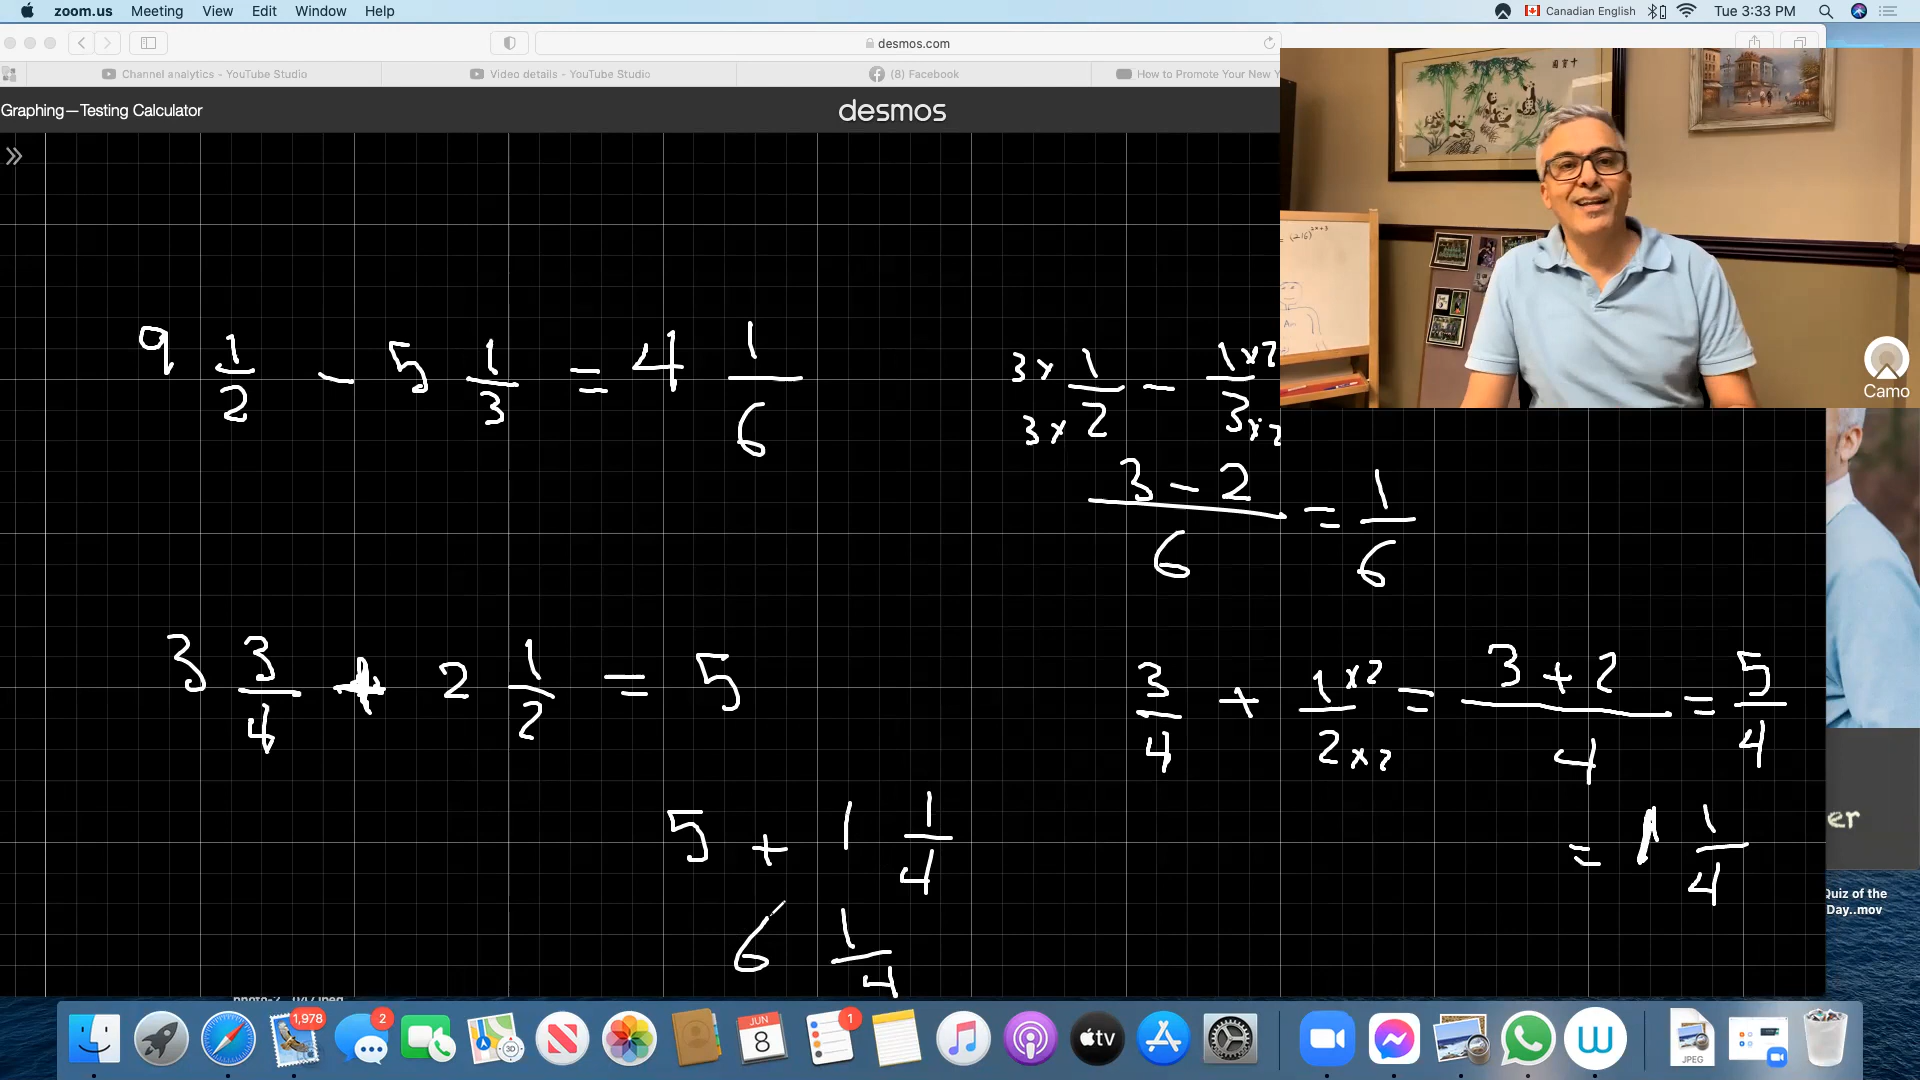 zoom.us Meeting View Edit Window Help Canadian English Tue 3:33 PM
desmos.com
Channel analytics - YouTube Studio Video details - YouTube Studio (8) Facebook How to Promote Your New Y
Graphing—Testing Calculator desmos
9 1/2 - 5 1/3 = 4 1/6
3 x 1 / 3 x 2 - 1 x 2 / 3 x 2
3 - 2 / 6 = 1/6
Camo
3 3/4 + 2 1/2 = 5
3/4 + 1 x 2 / 2 x 2 = 3 + 2 / 4 = 5/4
= 1 1/4
5 + 1 1/4
6 1/4
er
Quiz of the
Day..mov
1,978
2
3D
JUN
8
1
tv
JPEG